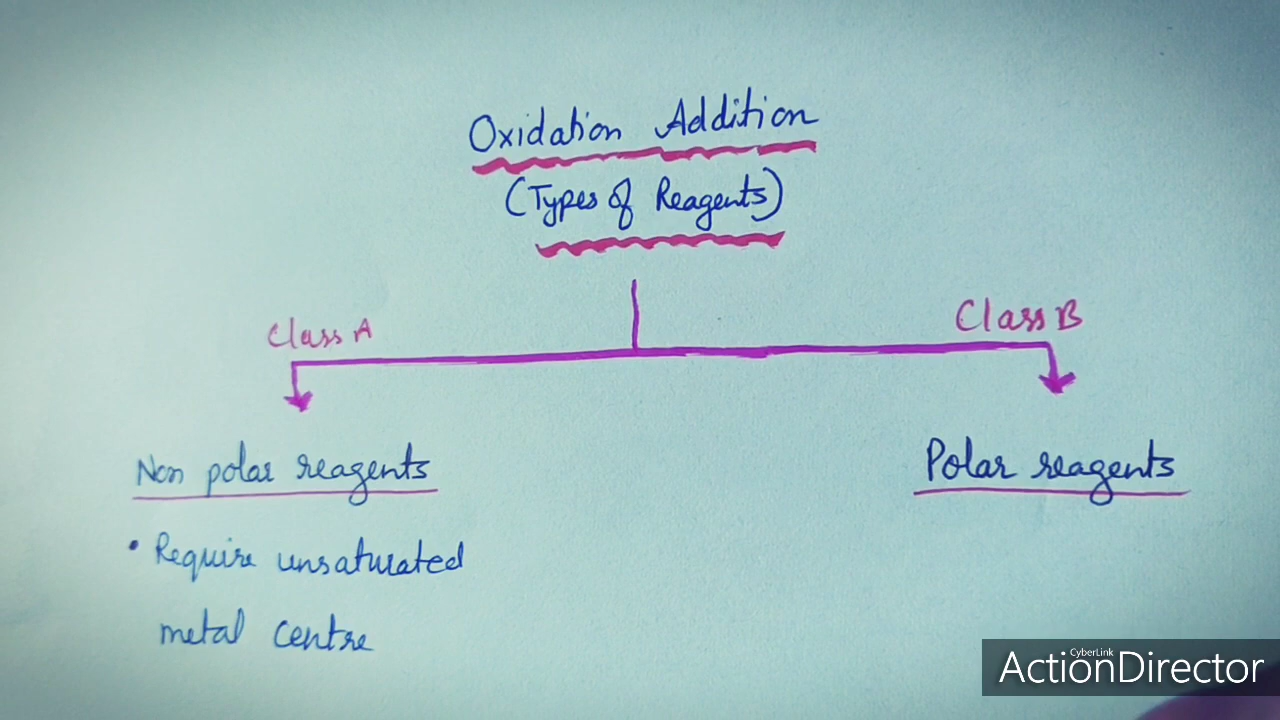 Oxidation Addition
(Types of Reagents)
Class A
Class B
Non polar reagents
Polar reagents
• Require unsaturated
metal centre
CyberLink
ActionDirector